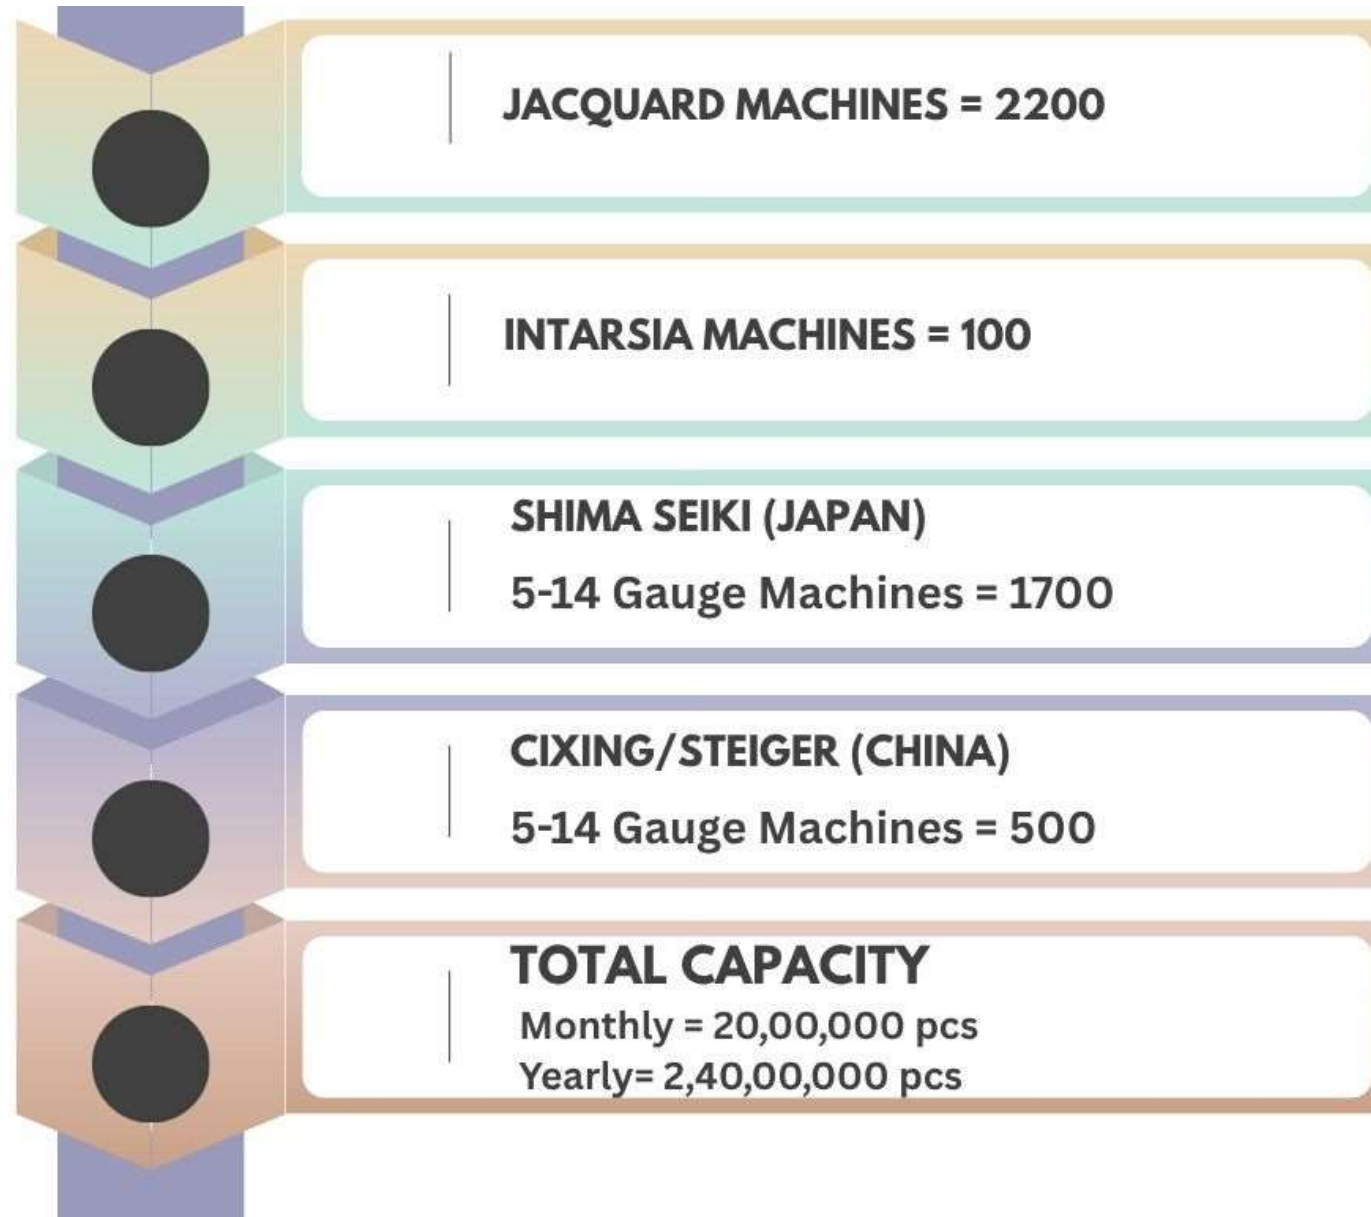 JACQUARD MACHINES = 2200
INTARSIA MACHINES = 100
SHIMA SEIKI (JAPAN)
5-14 Gauge Machines = 1700
CIXING/STEIGER (CHINA)
5-14 Gauge Machines = 500
TOTAL CAPACITY
Monthly = 20,00,000 pcs
Yearly= 2,40,00,000 pcs